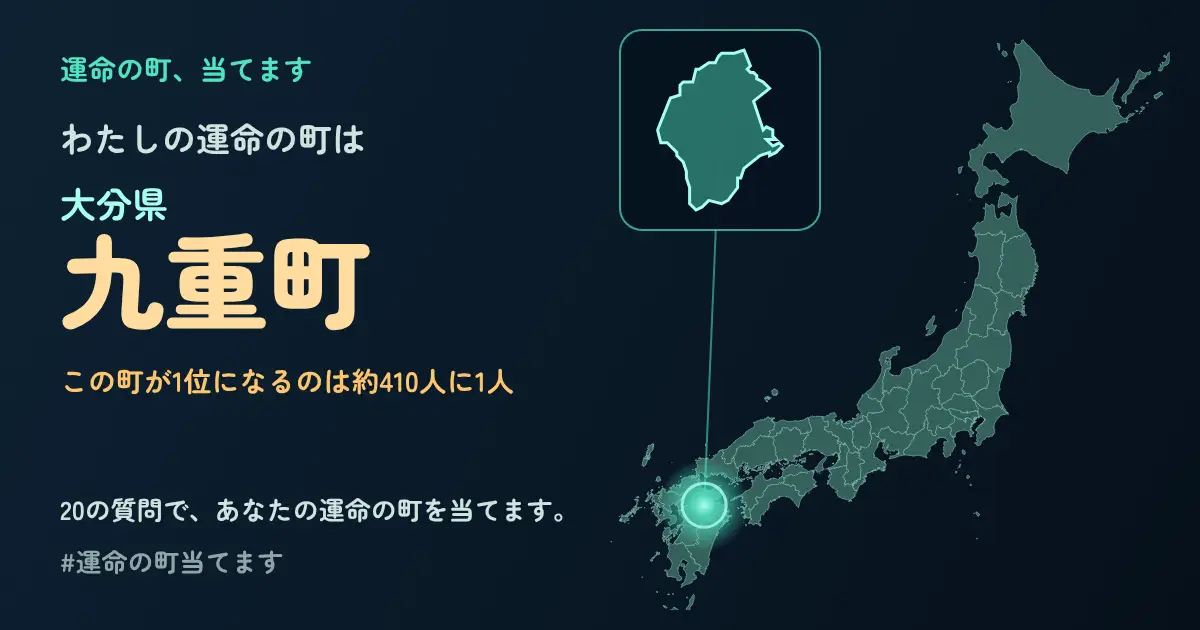 運命の町、当てます
わたしの運命の町は
大分県
九重町
この町が1位になるのは約410人に1人
20の質問で、あなたの運命の町を当てます。
#運命の町当てます